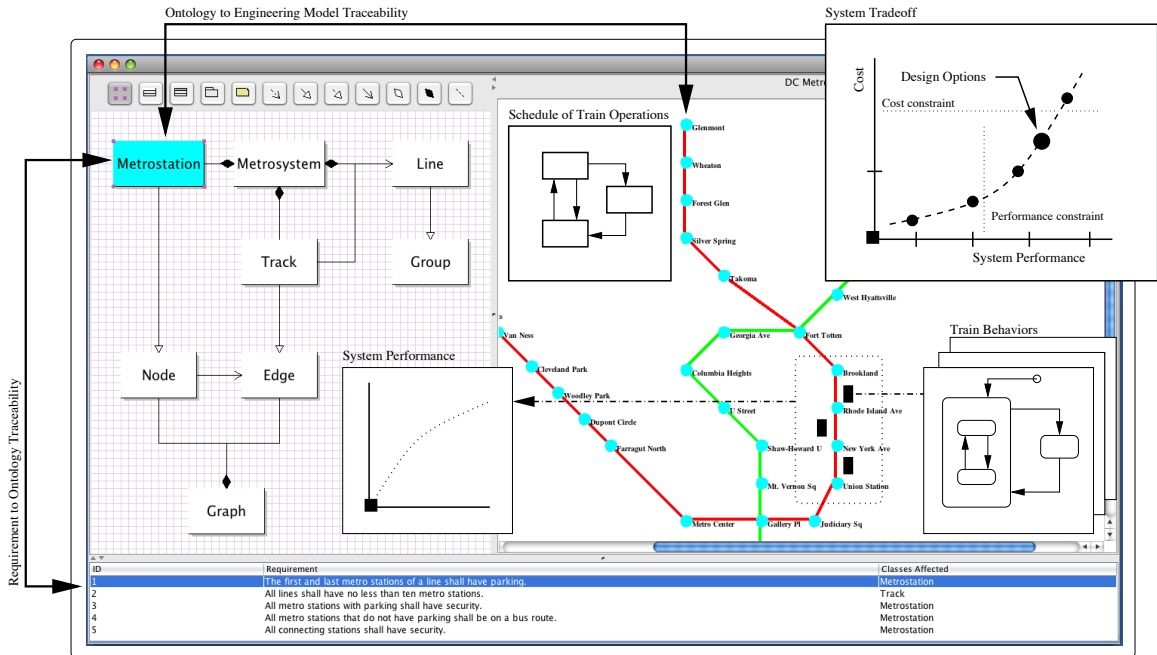 Ontology to Engineering Model Traceability
System Tradeoff
Requirement to Ontology Traceability
DC Metro
Metrostation
Metrosystem
Line
Track
Group
Node
Edge
Graph
Schedule of Train Operations
Cost
Design Options
Cost constraint
Performance constraint
System Performance
Glenmont
Wheaton
Forest Glen
Silver Spring
Takoma
West Hyattsville
Georgia Ave
Fort Totten
Van Ness
Cleveland Park
Woodley Park
Dupont Circle
Farragut North
Columbia Heights
U Street
Shaw-Howard U
Mt. Vernon Sq
Metro Center
Gallery Pl
Judiciary Sq
Brookland
Rhode Island Ave
New York Ave
Union Station
System Performance
Train Behaviors
ID Requirement Classes Affected
1 The first and last metro stations of a line shall have parking. Metrostation
2 All lines shall have no less than ten metro stations. Track
3 All metro stations with parking shall have security. Metrostation
4 All metro stations that do not have parking shall be on a bus route. Metrostation
5 All connecting stations shall have security. Metrostation